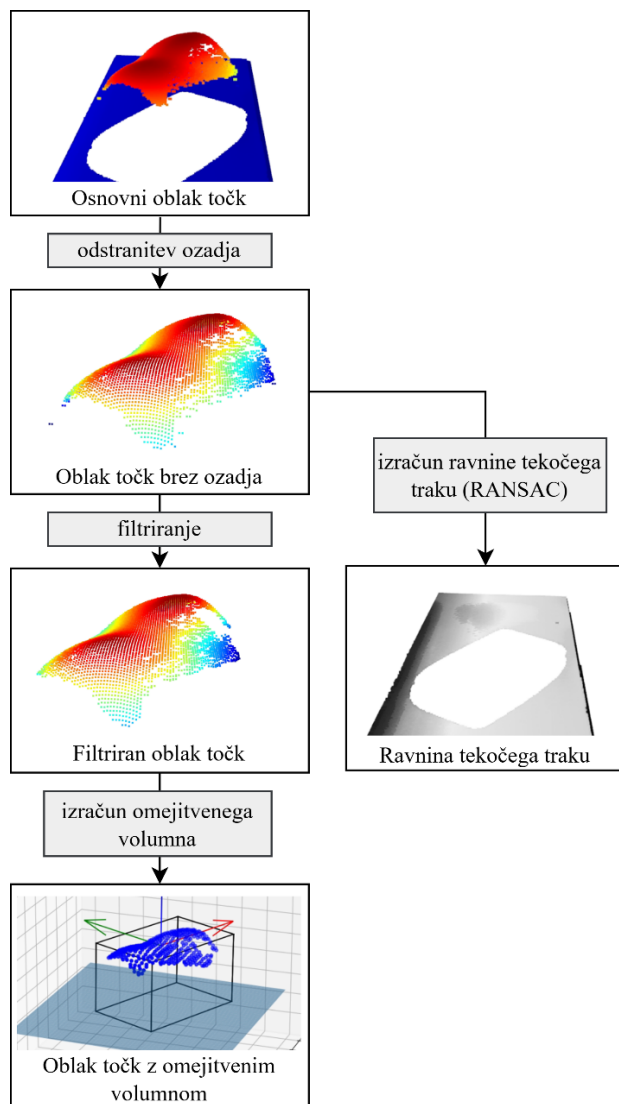 Osnovni oblak točk
odstranitev ozadja
Oblak točk brez ozadja
izračun ravnine tekočega
traku (RANSAC)
filtriranje
Filtriran oblak točk
Ravnina tekočega traku
izračun omejitvenega
volumna
Oblak točk z omejitvenim
volumnom